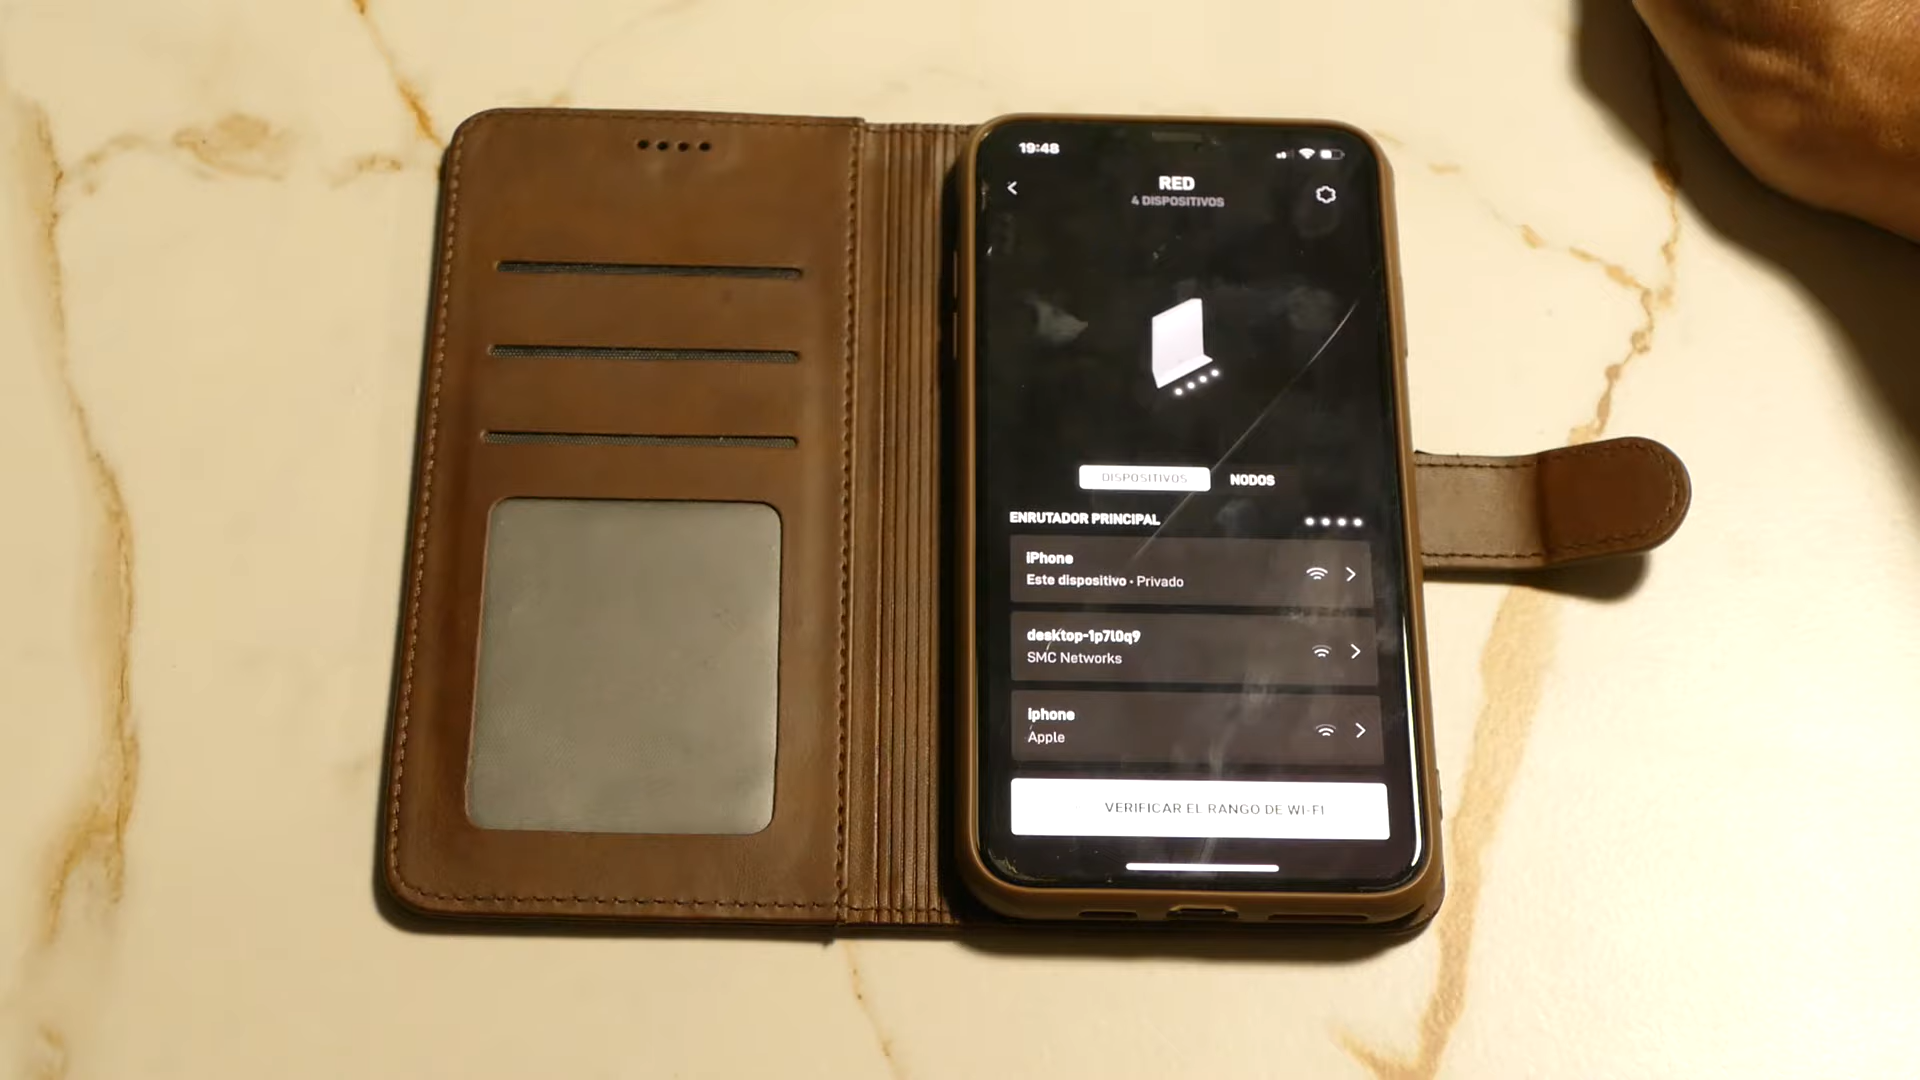 19:48
RED
4 DISPOSITIVOS
DISPOSITIVOS
NODOS
ENRUTADOR PRINCIPAL
iPhone
Este dispositivo · Privado
desktop-1p7l0q9
SMC Networks
iphone
Apple
VERIFICAR EL RANGO DE WI-FI